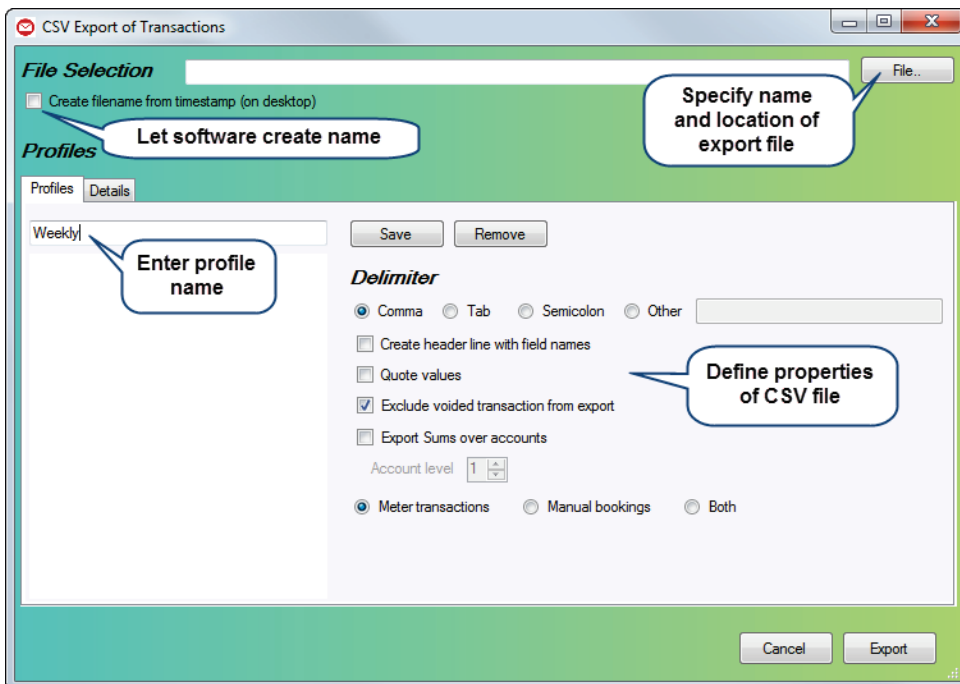 CSV Export of Transactions
File Selection
File..
Create filename from timestamp (on desktop)
Let software create name
Specify name
and location of
export file
Profiles
Profiles
Details
Weekly
Enter profile
name
Save
Remove
Delimiter
Comma
Tab
Semicolon
Other
Create header line with field names
Quote values
Define properties
of CSV file
Exclude voided transaction from export
Export Sums over accounts
Account level 1
Meter transactions
Manual bookings
Both
Cancel
Export